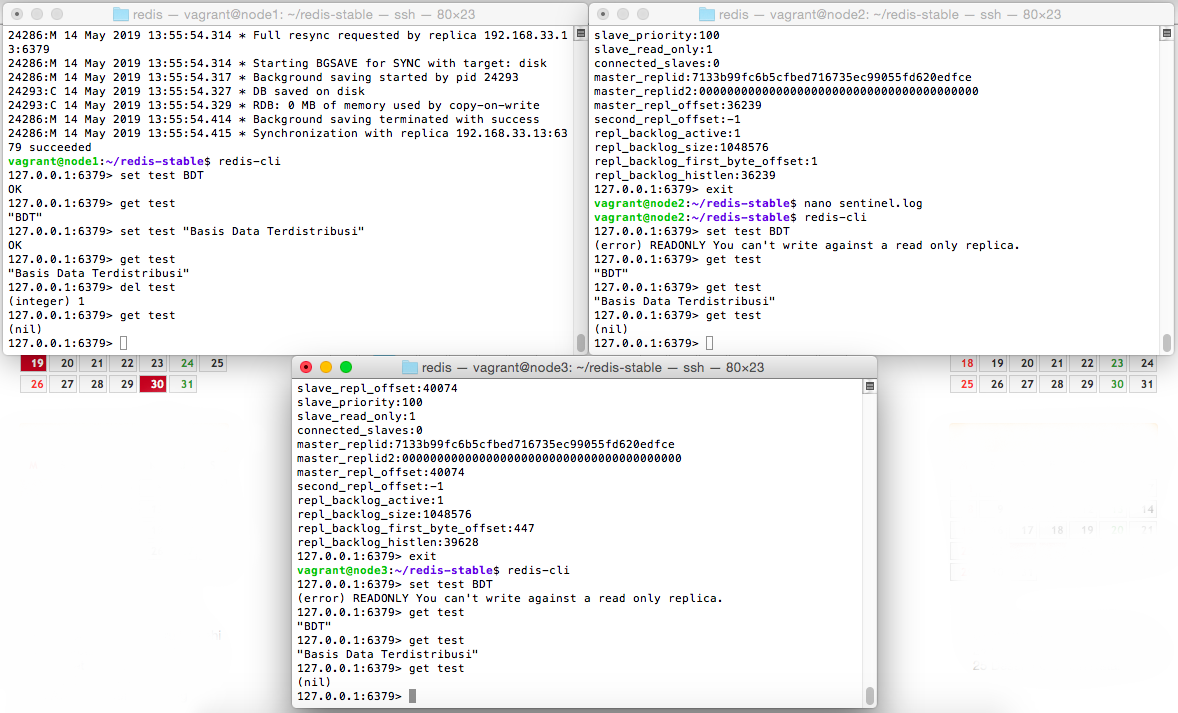 redis — vagrant@node1: ~/redis-stable — ssh — 80×23
24286:M 14 May 2019 13:55:54.314 * Full resync requested by replica 192.168.33.1
3:6379
24286:M 14 May 2019 13:55:54.314 * Starting BGSAVE for SYNC with target: disk
24286:M 14 May 2019 13:55:54.317 * Background saving started by pid 24293
24293:C 14 May 2019 13:55:54.327 * DB saved on disk
24293:C 14 May 2019 13:55:54.329 * RDB: 0 MB of memory used by copy-on-write
24286:M 14 May 2019 13:55:54.414 * Background saving terminated with success
24286:M 14 May 2019 13:55:54.415 * Synchronization with replica 192.168.33.13:63
79 succeeded
vagrant@node1:~/redis-stable$ redis-cli
127.0.0.1:6379> set test BDT
OK
127.0.0.1:6379> get test
"BDT"
127.0.0.1:6379> set test "Basis Data Terdistribusi"
OK
127.0.0.1:6379> get test
"Basis Data Terdistribusi"
127.0.0.1:6379> del test
(integer) 1
127.0.0.1:6379> get test
(nil)
127.0.0.1:6379>
redis — vagrant@node2: ~/redis-stable — ssh — 80×23
slave_priority:100
slave_read_only:1
connected_slaves:0
master_replid:7133b99fc6b5cfbed716735ec99055fd620edfce
master_replid2:0000000000000000000000000000000000000000
master_repl_offset:36239
second_repl_offset:-1
repl_backlog_active:1
repl_backlog_size:1048576
repl_backlog_first_byte_offset:1
repl_backlog_histlen:36239
127.0.0.1:6379> exit
vagrant@node2:~/redis-stable$ nano sentinel.log
vagrant@node2:~/redis-stable$ redis-cli
127.0.0.1:6379> set test BDT
(error) READONLY You can't write against a read only replica.
127.0.0.1:6379> get test
"BDT"
127.0.0.1:6379> get test
"Basis Data Terdistribusi"
127.0.0.1:6379> get test
(nil)
127.0.0.1:6379>
19 20 21 22 23 24 25
26 27 28 29 30 31
redis — vagrant@node3: ~/redis-stable — ssh — 80×23
slave_repl_offset:40074
slave_priority:100
slave_read_only:1
connected_slaves:0
master_replid:7133b99fc6b5cfbed716735ec99055fd620edfce
master_replid2:0000000000000000000000000000000000000000
master_repl_offset:40074
second_repl_offset:-1
repl_backlog_active:1
repl_backlog_size:1048576
repl_backlog_first_byte_offset:447
repl_backlog_histlen:39628
127.0.0.1:6379> exit
vagrant@node3:~/redis-stable$ redis-cli
127.0.0.1:6379> set test BDT
(error) READONLY You can't write against a read only replica.
127.0.0.1:6379> get test
"BDT"
127.0.0.1:6379> get test
"Basis Data Terdistribusi"
127.0.0.1:6379> get test
(nil)
127.0.0.1:6379>
18 19 20 21 22 23 24
25 26 27 28 29 30 31
14
17 18 19 20 21